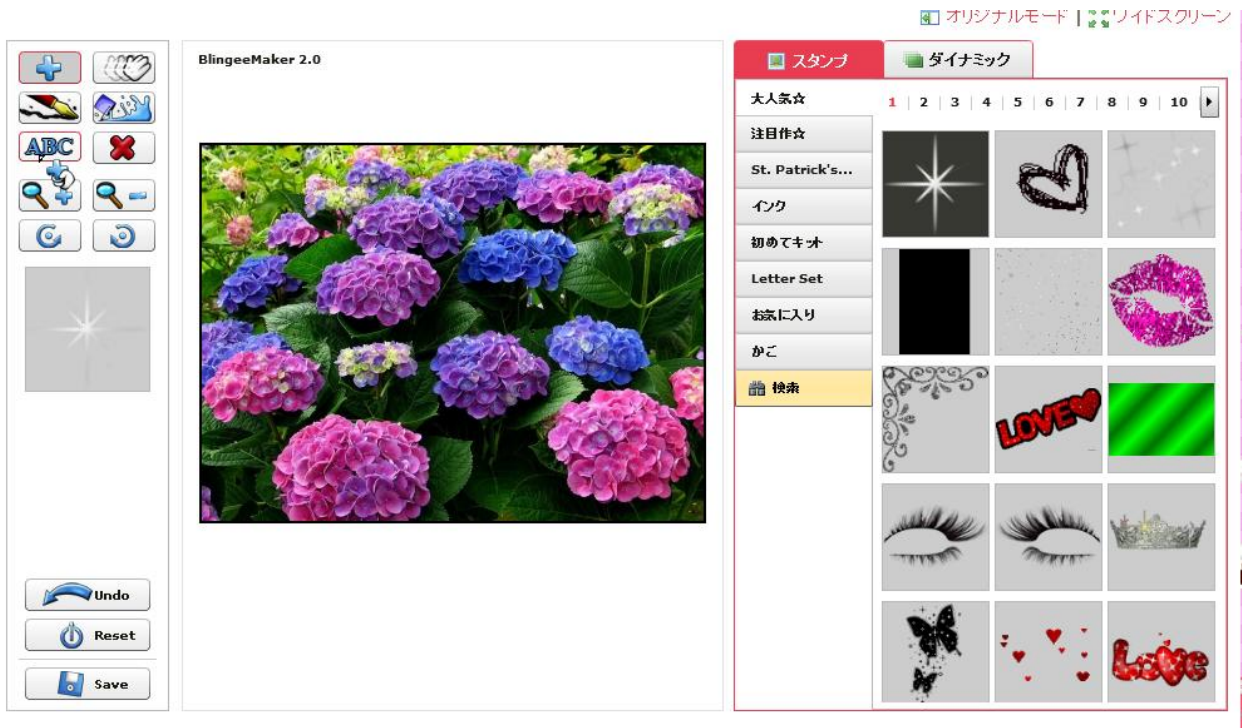 オリジナルモード | ワイドスクリーン
BlingeeMaker 2.0
ABC
Undo
Reset
Save
スタンプ
ダイナミック
大人気☆
注目作☆
St. Patrick's...
インク
初めてキット
Letter Set
お気に入り
かご
検索
1 | 2 | 3 | 4 | 5 | 6 | 7 | 8 | 9 | 10
LOVE
Love